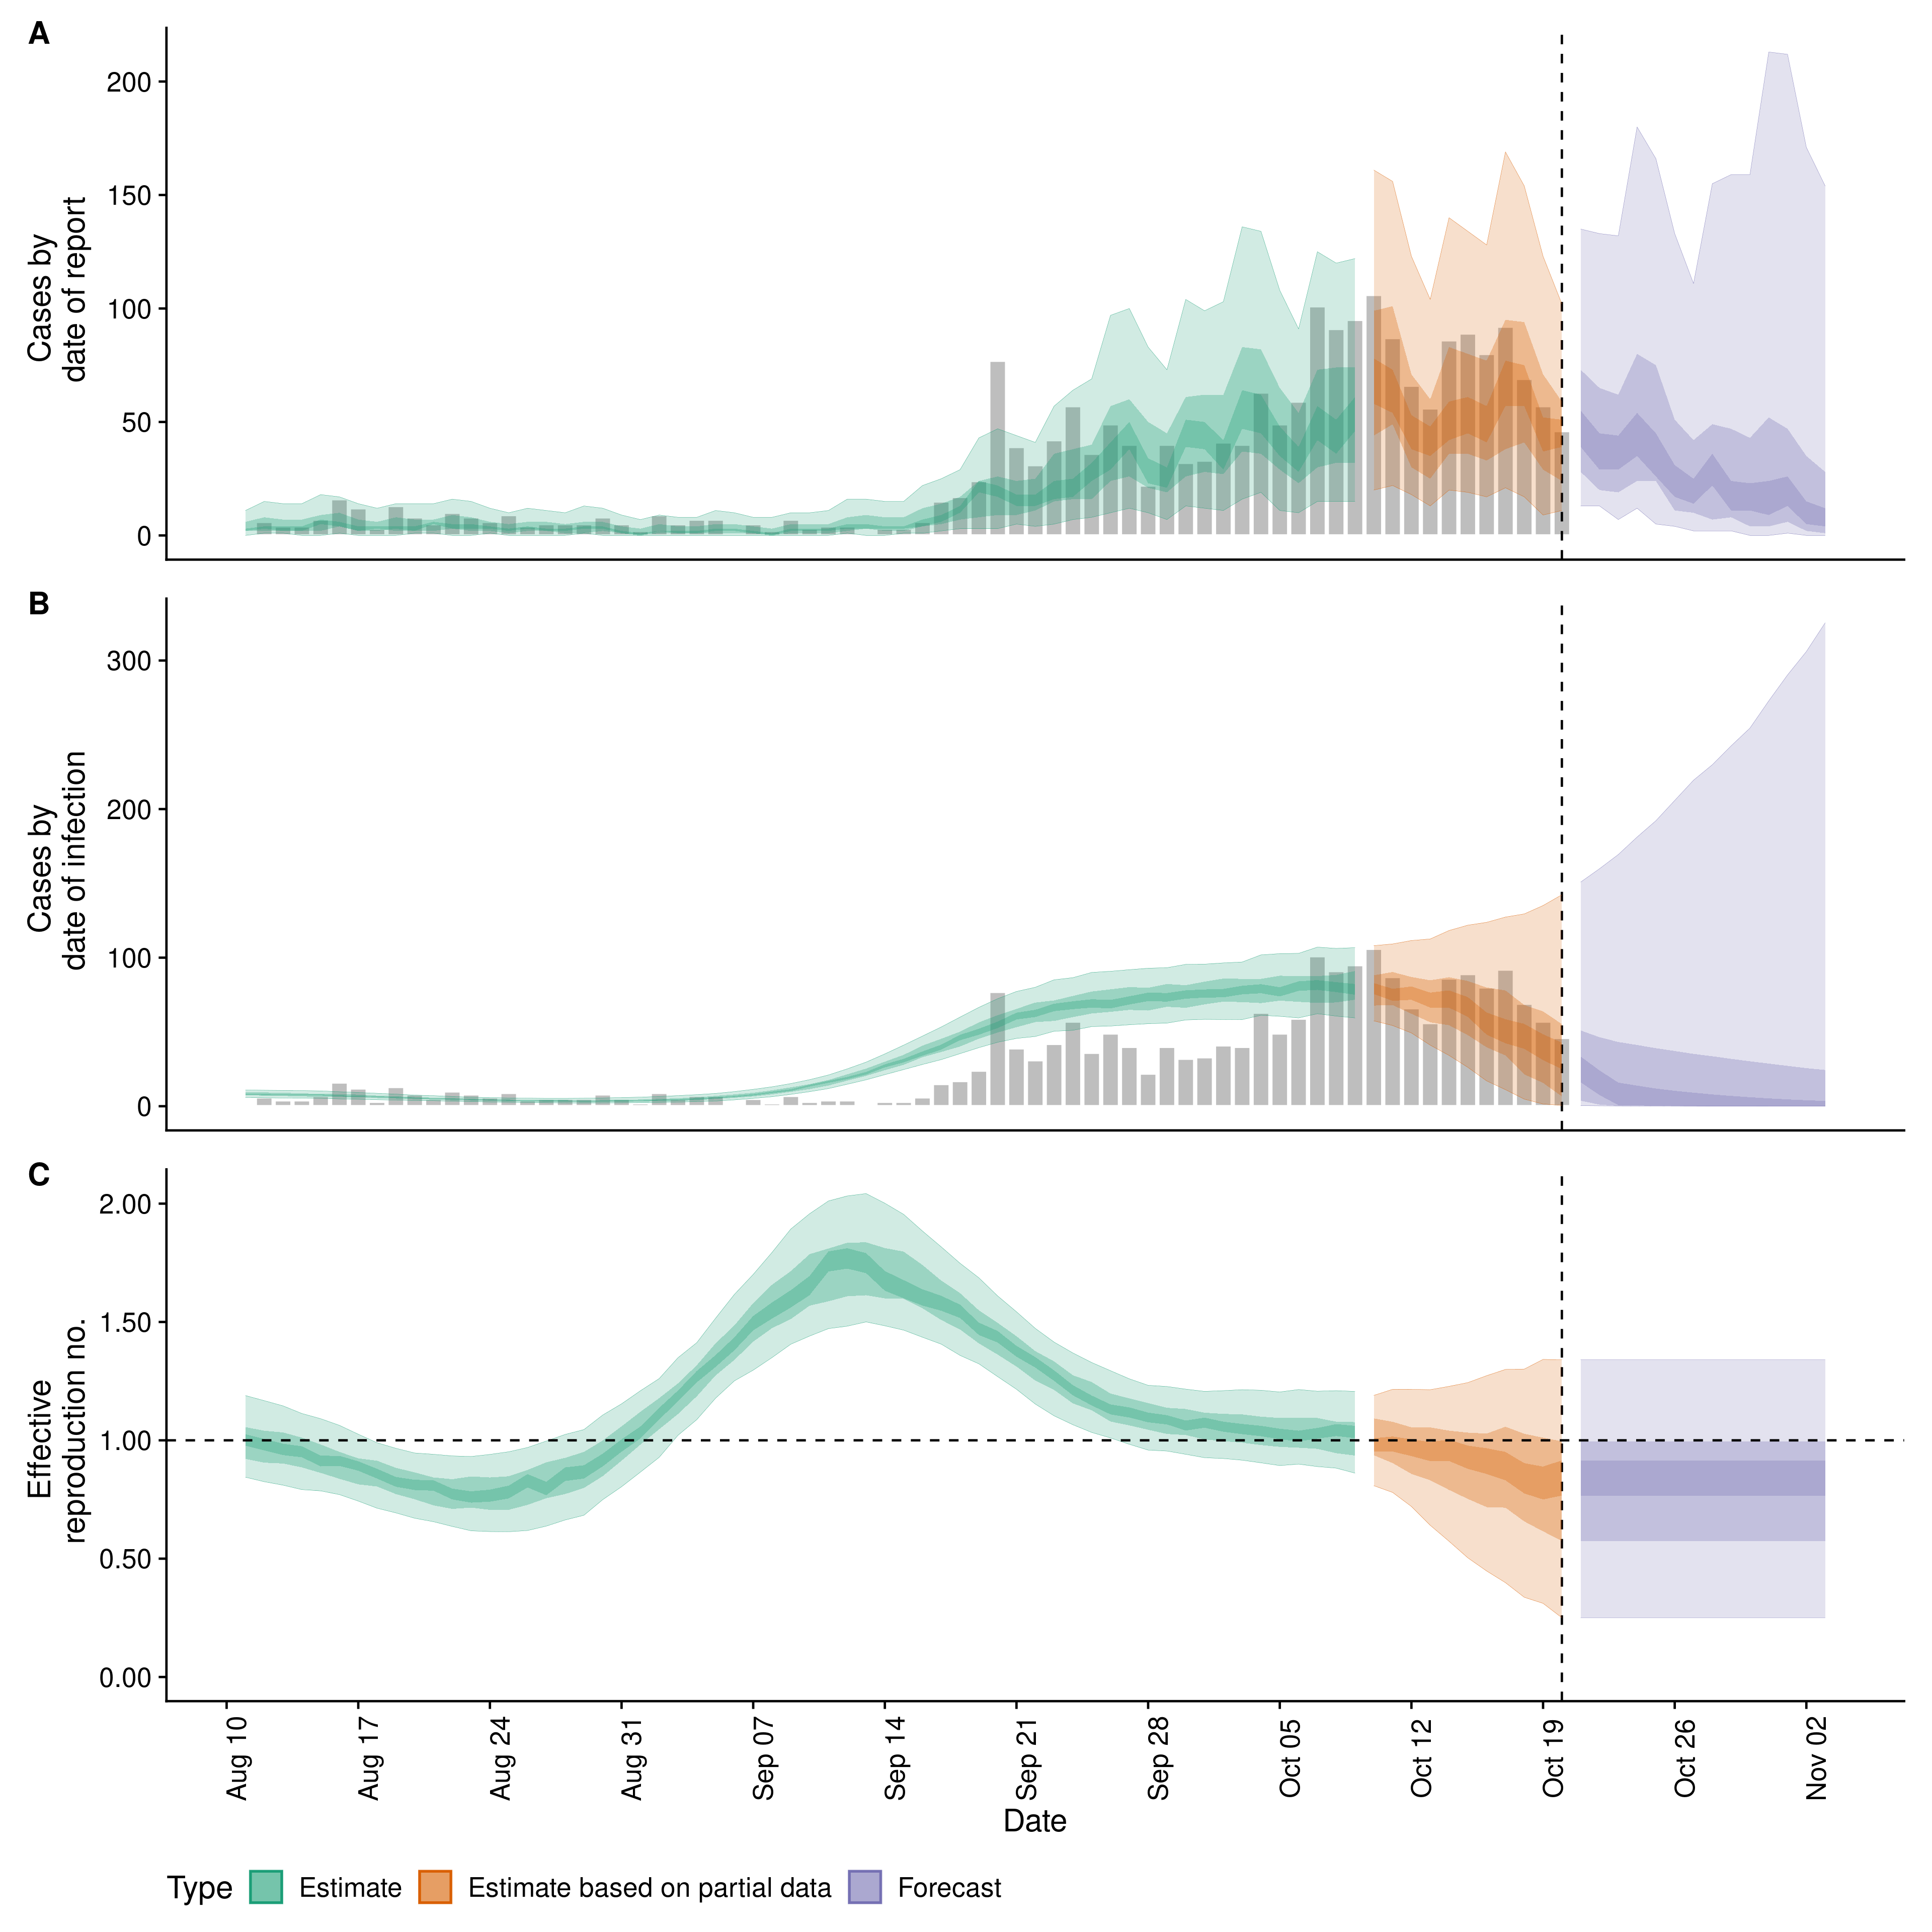 A
200
150
100
50
0
Cases by
date of report
B
300
200
100
0
Cases by
date of infection
C
2.00
1.50
1.00
0.50
0.00
Effective
reproduction no.
Aug 10
Aug 17
Aug 24
Aug 31
Sep 07
Sep 14
Sep 21
Sep 28
Oct 05
Oct 12
Oct 19
Oct 26
Nov 02
Date
Type Estimate Estimate based on partial data Forecast